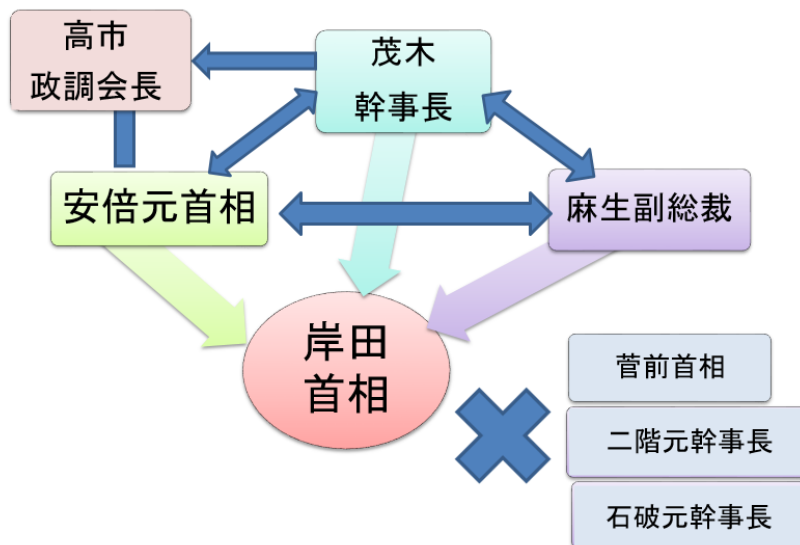 高市
政調会長
茂木
幹事長
安倍元首相
麻生副総裁
岸田
首相
菅前首相
二階元幹事長
石破元幹事長